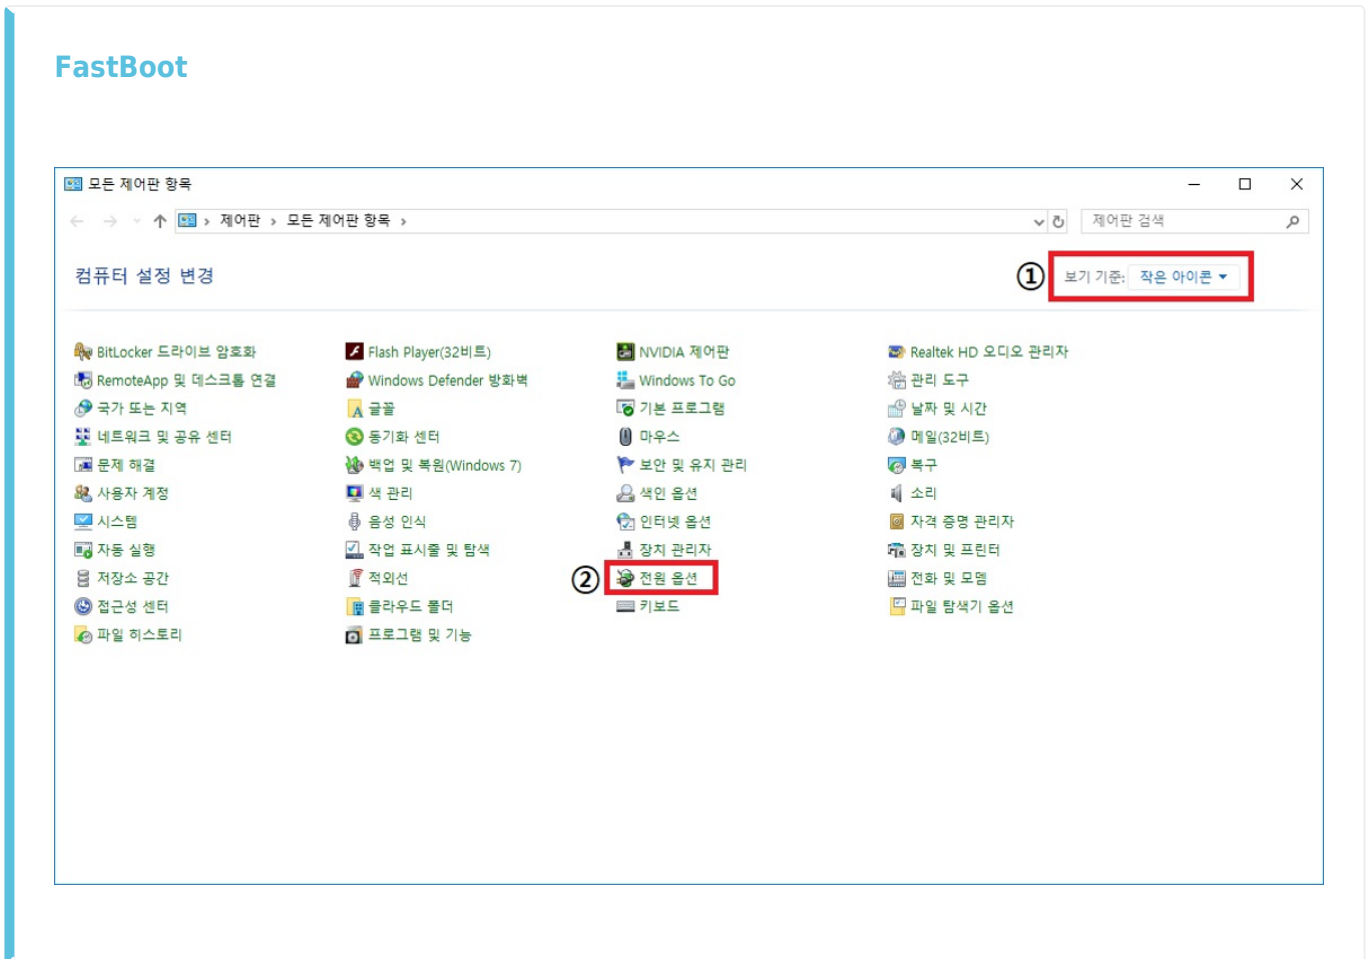 FastBoot
모든 제어판 항목
제어판 › 모든 제어판 항목 ›
제어판 검색
컴퓨터 설정 변경
① 보기 기준: 작은 아이콘
BitLocker 드라이브 암호화
Flash Player(32비트)
NVIDIA 제어판
Realtek HD 오디오 관리자
RemoteApp 및 데스크톱 연결
Windows Defender 방화벽
Windows To Go
관리 도구
국가 또는 지역
글꼴
기본 프로그램
날짜 및 시간
네트워크 및 공유 센터
동기화 센터
마우스
메일(32비트)
문제 해결
백업 및 복원(Windows 7)
보안 및 유지 관리
복구
사용자 계정
색 관리
색인 옵션
소리
시스템
음성 인식
인터넷 옵션
자격 증명 관리자
자동 실행
작업 표시줄 및 탐색
장치 관리자
장치 및 프린터
저장소 공간
적외선
② 전원 옵션
전화 및 모뎀
접근성 센터
클라우드 폴더
키보드
파일 탐색기 옵션
파일 히스토리
프로그램 및 기능